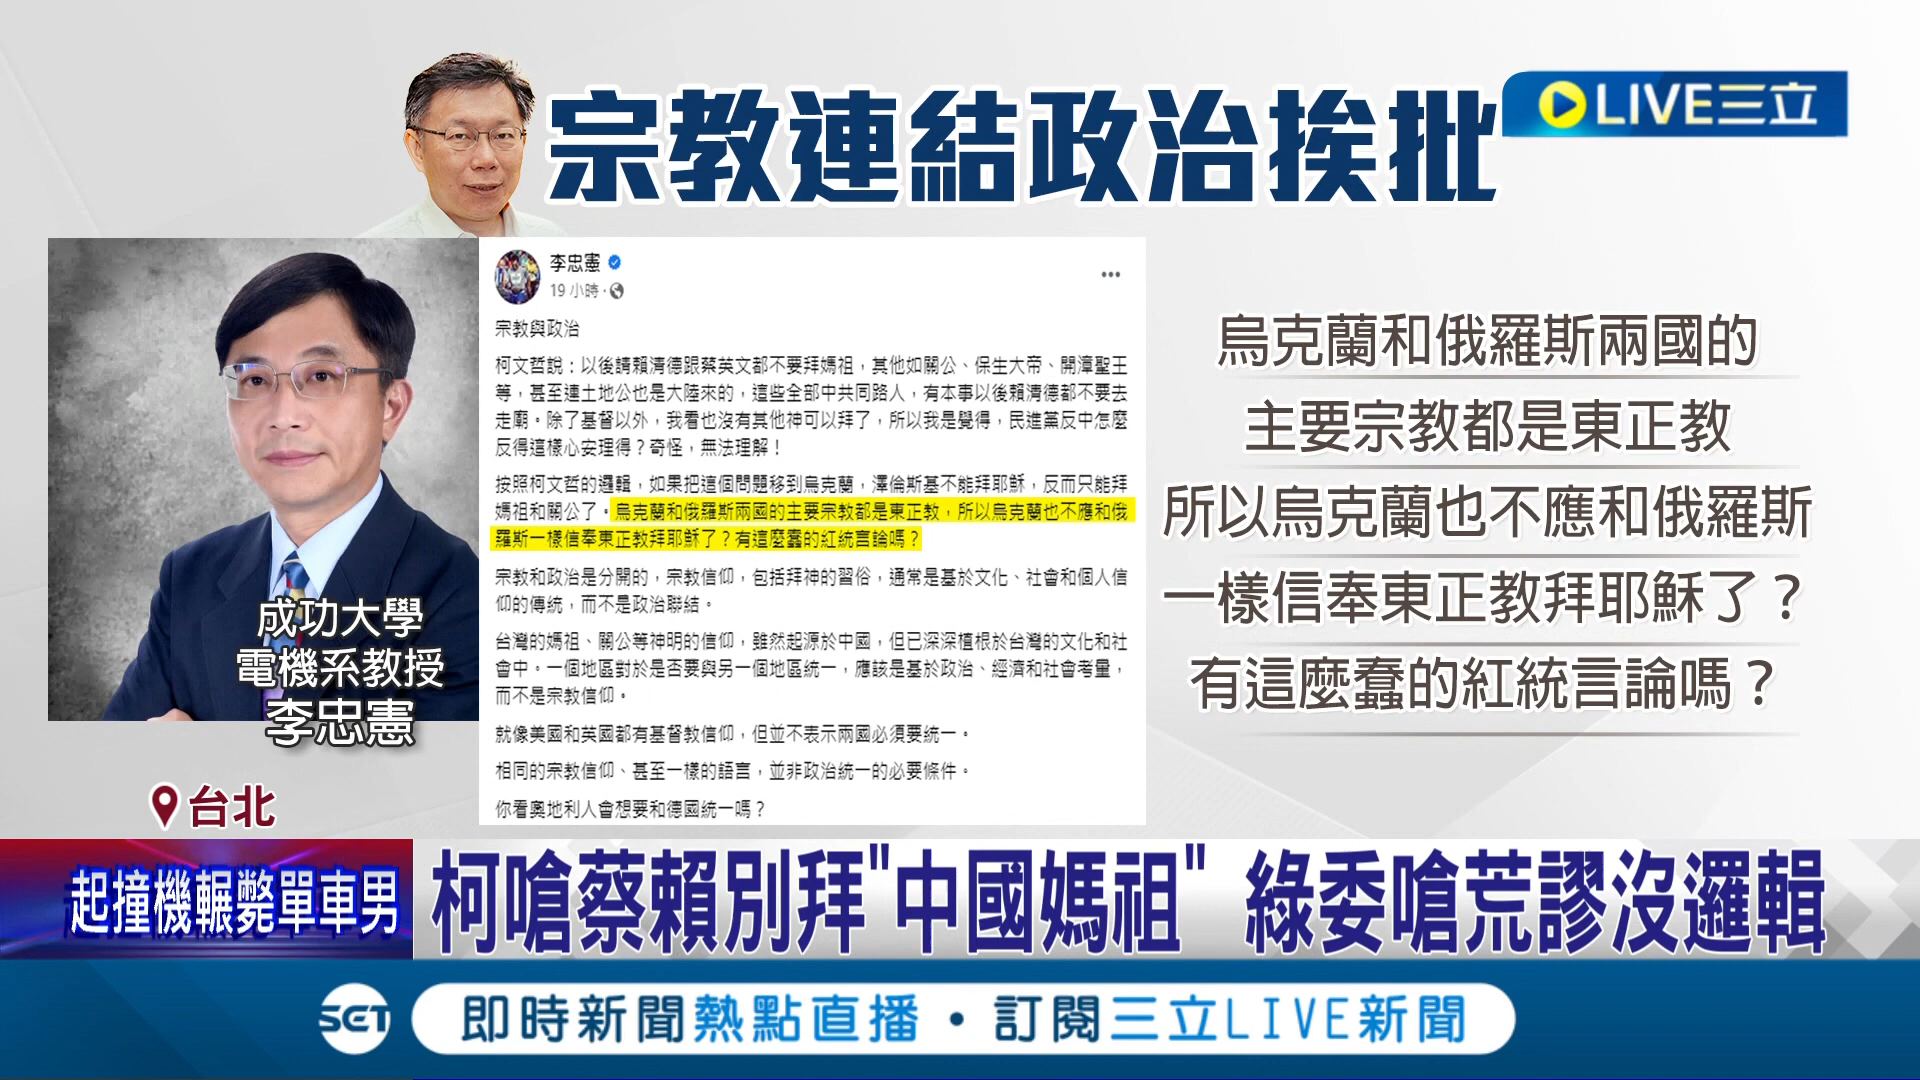 宗教連結政治挨批
LIVE三立
李忠憲
19 小時
宗教與政治
柯文哲說：以後請賴清德跟蔡英文都不要拜媽祖，其他如關公、保生大帝、開漳聖王
等，甚至連土地公也是大陸來的，這些全部中共同路人，有本事以後賴清德都不要去
走廟。除了基督以外，我看也沒有其他神可以拜了，所以我是覺得，民進黨反中怎麼
反得這樣心安理得？奇怪，無法理解！
按照柯文哲的邏輯，如果把這個問題移到烏克蘭，澤倫斯基不能拜耶穌，反而只能拜
媽祖和關公了。烏克蘭和俄羅斯兩國的主要宗教都是東正教，所以烏克蘭也不應和俄
羅斯一樣信奉東正教拜耶穌了？有這麼蠢的紅統言論嗎？
宗教和政治是分開的，宗教信仰，包括拜神的習俗，通常是基於文化、社會和個人信
仰的傳統，而不是政治聯結。
台灣的媽祖、關公等神明的信仰，雖然起源於中國，但已深深植根於台灣的文化和社
會中。一個地區對於是否要與另一個地區統一，應該是基於政治、經濟和社會考量，
而不是宗教信仰。
就像美國和英國都有基督教信仰，但並不表示兩國必須要統一。
相同的宗教信仰、甚至一樣的語言，並非政治統一的必要條件。
你看奧地利人會想要和德國統一嗎？
成功大學
電機系教授
李忠憲
烏克蘭和俄羅斯兩國的
主要宗教都是東正教
所以烏克蘭也不應和俄羅斯
一樣信奉東正教拜耶穌了？
有這麼蠢的紅統言論嗎？
台北
起撞機輾斃單車男
柯嗆蔡賴別拜"中國媽祖" 綠委嗆荒謬沒邏輯
SET
即時新聞熱點直播・訂閱三立LIVE新聞